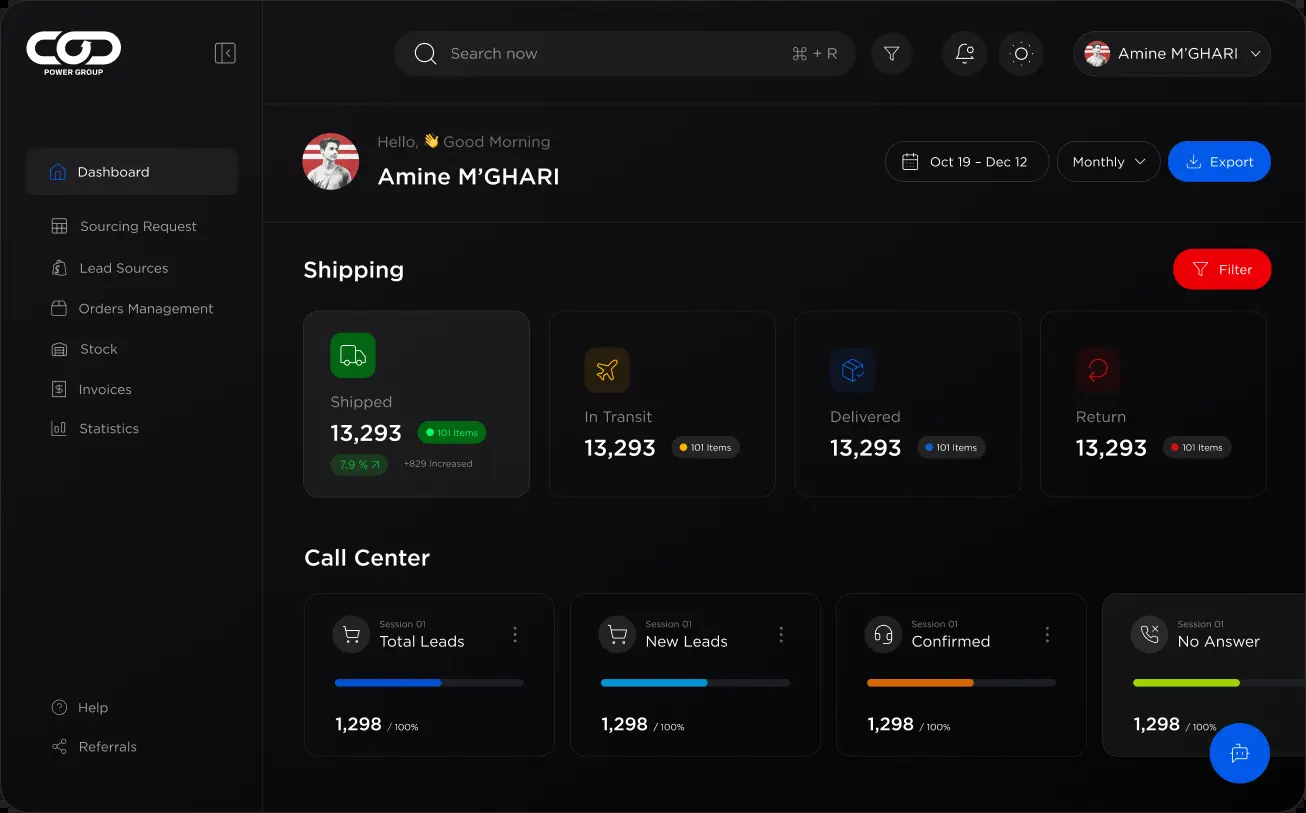 COD
POWER GROUP
Search now
⌘ + R
Amine M’GHARI
Hello, 👋 Good Morning
Amine M’GHARI
Oct 19 – Dec 12
Monthly
Export
Dashboard
Sourcing Request
Lead Sources
Orders Management
Stock
Invoices
Statistics
Help
Referrals
Shipping
Filter
Shipped
13,293
101 Items
7.9 %
+829 Increased
In Transit
13,293
101 Items
Delivered
13,293
101 Items
Return
13,293
101 Items
Call Center
Session 01
Total Leads
1,298 / 100%
Session 01
New Leads
1,298 / 100%
Session 01
Confirmed
1,298 / 100%
Session 01
No Answer
1,298 / 100%